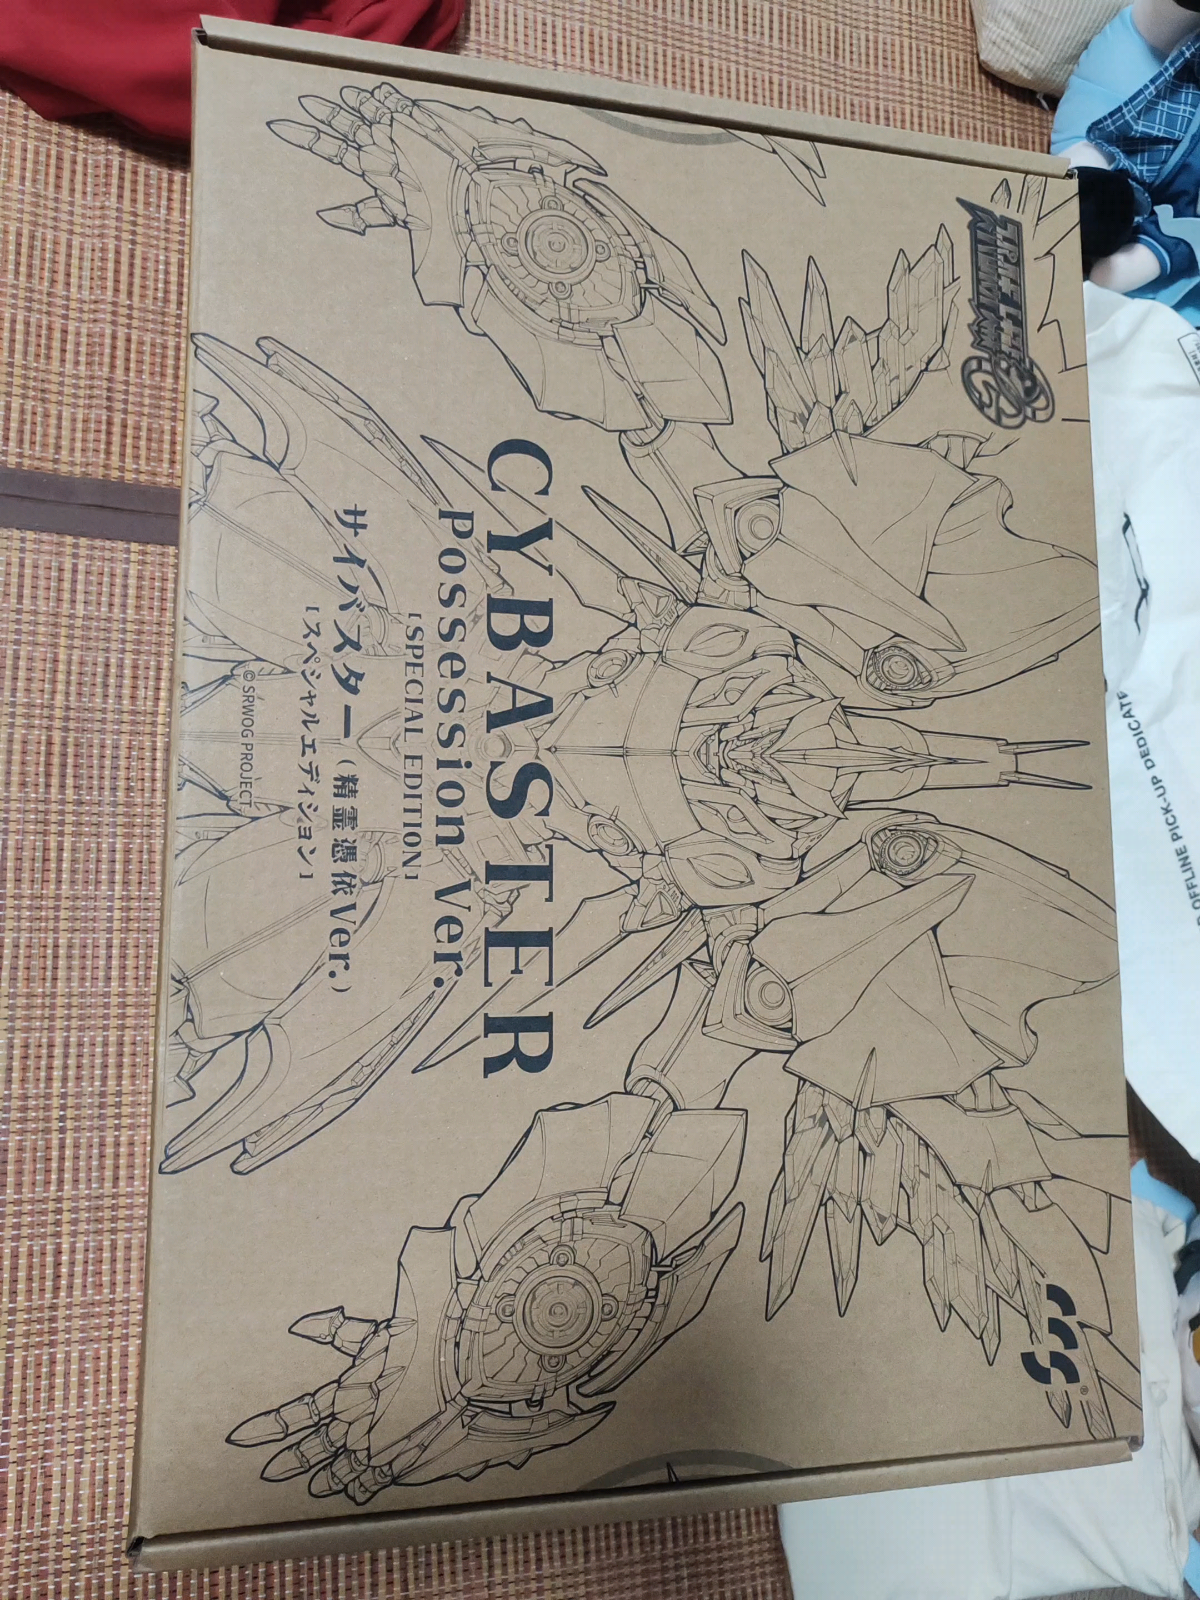 CYBASTER
Possession Ver.
[SPECIAL EDITION]
サイバスター(精霊憑依Ver.)
[スペシャルエディション]
©SRWOG PROJECT
OFFLINE PICK-UP DEDICATE